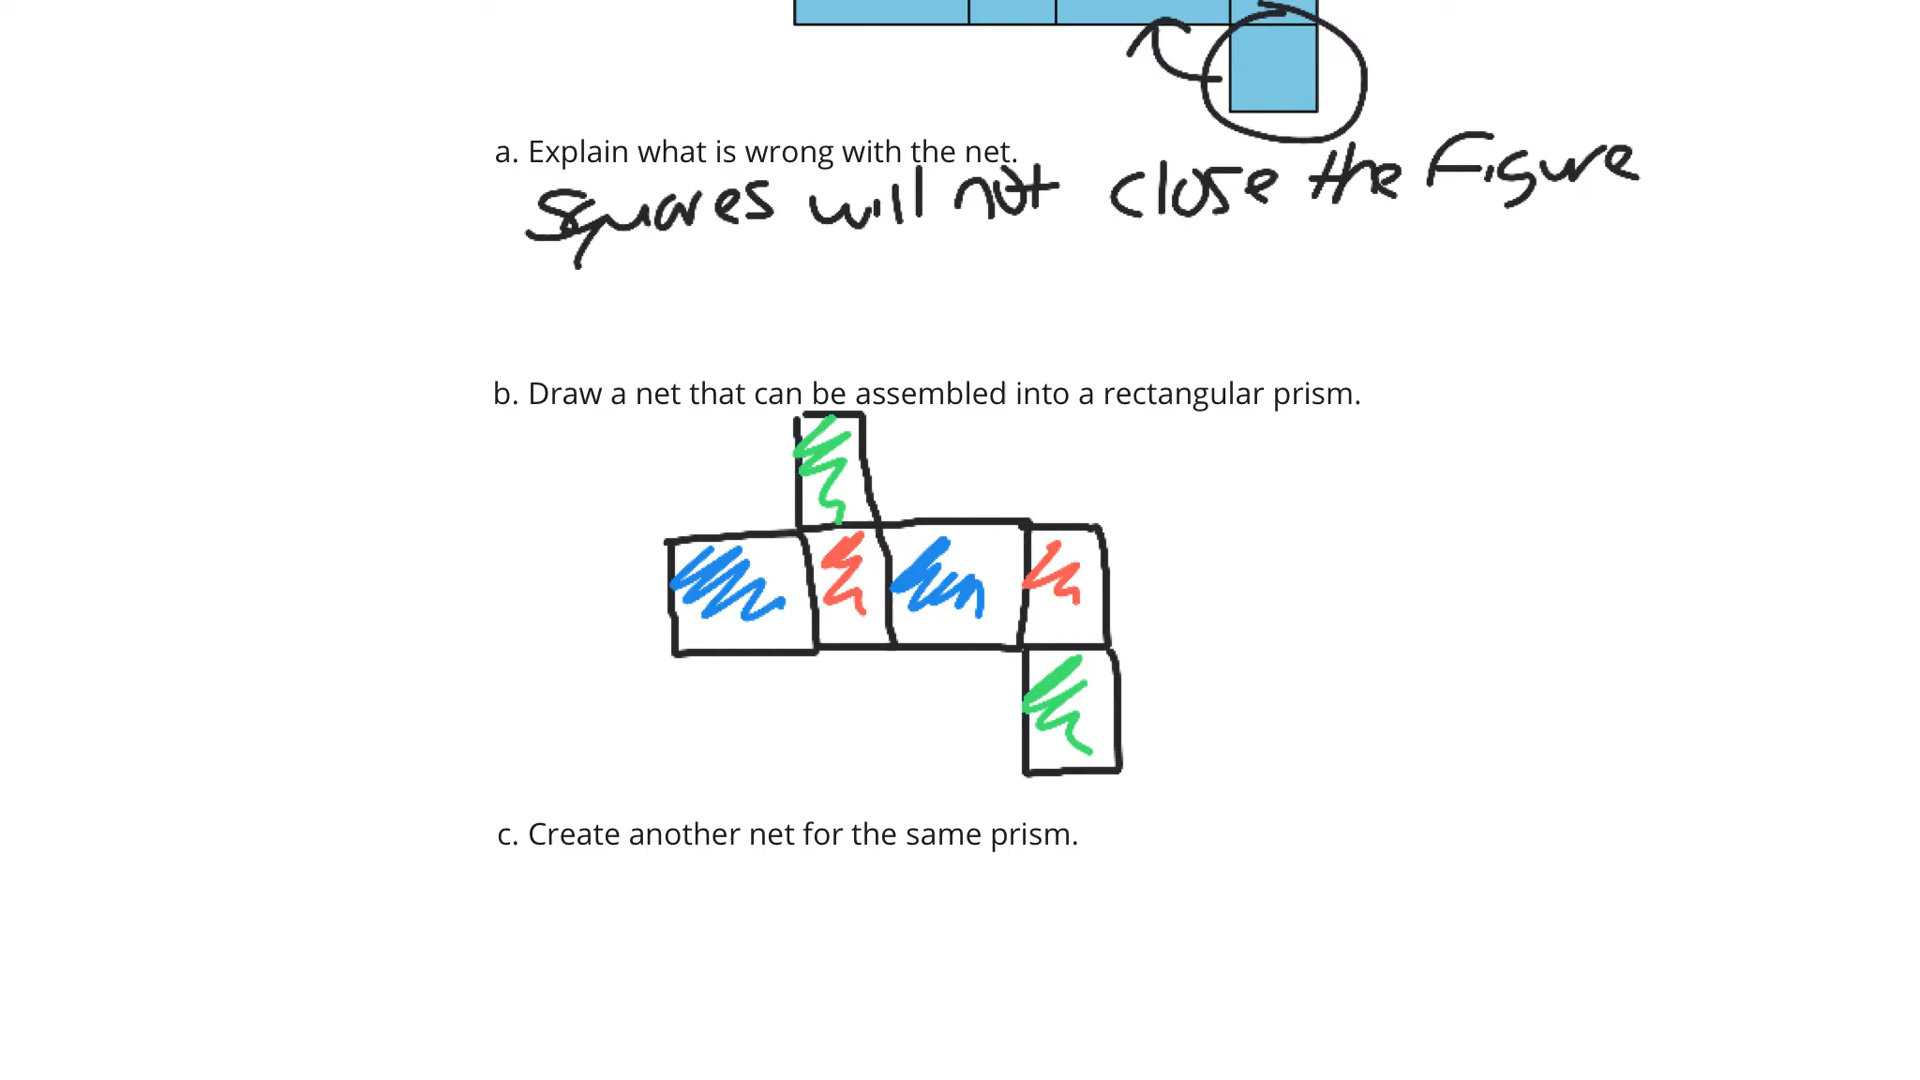 a. Explain what is wrong with the net.
Squares will not close the Figure
b. Draw a net that can be assembled into a rectangular prism.
c. Create another net for the same prism.